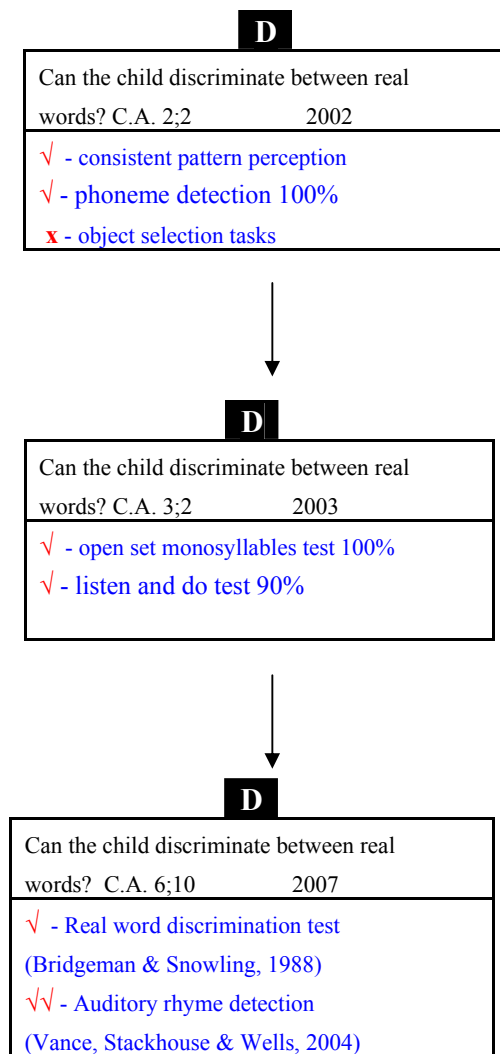 D
Can the child discriminate between real
words? C.A. 2;2 2002
√ - consistent pattern perception
√ - phoneme detection 100%
x - object selection tasks
D
Can the child discriminate between real
words? C.A. 3;2 2003
√ - open set monosyllables test 100%
√ - listen and do test 90%
D
Can the child discriminate between real
words? C.A. 6;10 2007
√ - Real word discrimination test
(Bridgeman & Snowling, 1988)
√√ - Auditory rhyme detection
(Vance, Stackhouse & Wells, 2004)